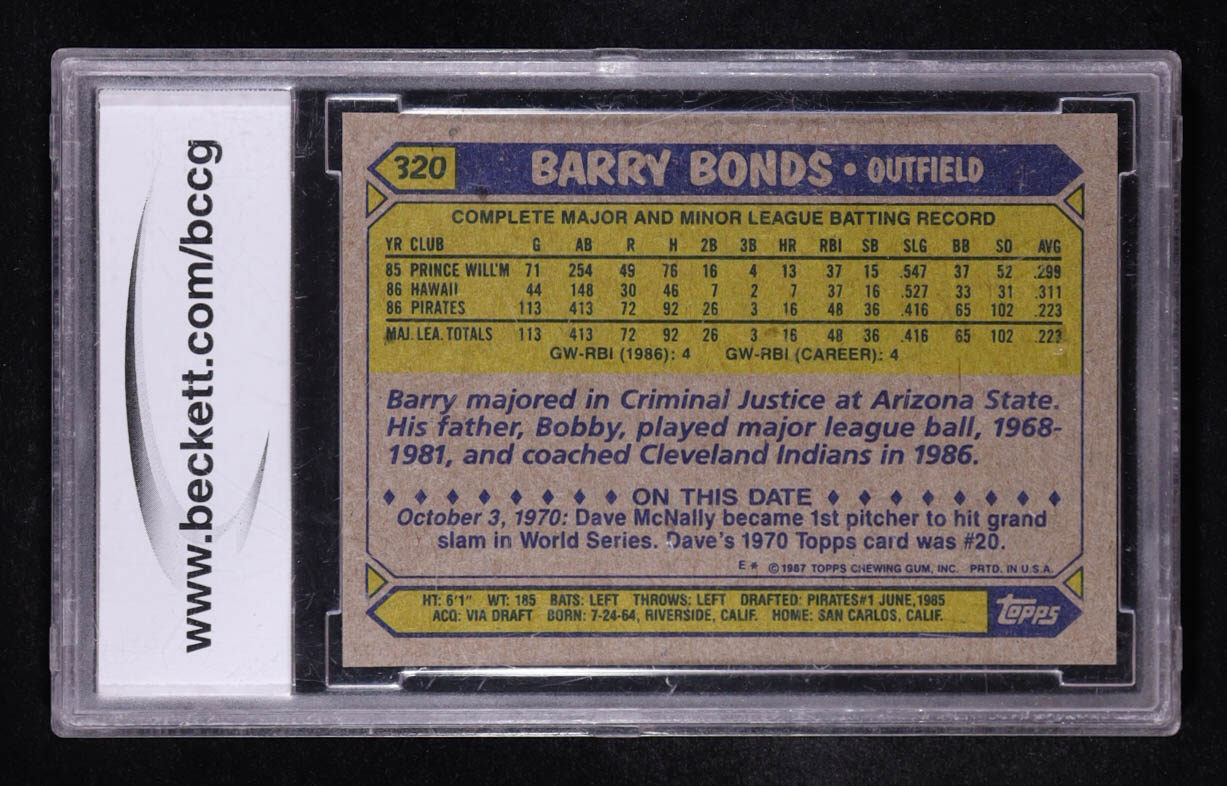 www.beckett.com/bccg
320 BARRY BONDS • OUTFIELD
COMPLETE MAJOR AND MINOR LEAGUE BATTING RECORD
YR CLUB G AB R H 2B 3B HR RBI SB SLG BB SO AVG
85 PRINCE WILL'M 71 254 49 76 16 4 13 37 15 .547 37 52 .299
86 HAWAII 44 148 30 46 7 2 7 37 16 .527 33 31 .311
86 PIRATES 113 413 72 92 26 3 16 48 36 .416 65 102 .223
MAJ. LEA. TOTALS 113 413 72 92 26 3 16 48 36 .416 65 102 .223
GW-RBI (1986): 4 GW-RBI (CAREER): 4
Barry majored in Criminal Justice at Arizona State.
His father, Bobby, played major league ball, 1968-
1981, and coached Cleveland Indians in 1986.
♦ ♦ ♦ ♦ ♦ ♦ ♦ ♦ ON THIS DATE ♦ ♦ ♦ ♦ ♦ ♦ ♦ ♦
October 3, 1970: Dave McNally became 1st pitcher to hit grand
slam in World Series. Dave's 1970 Topps card was #20.
E* © 1987 TOPPS CHEWING GUM, INC. PRTD. IN U.S.A.
HT: 6'1" WT: 185 BATS: LEFT THROWS: LEFT DRAFTED: PIRATES#1 JUNE,1985
ACQ: VIA DRAFT BORN: 7-24-64, RIVERSIDE, CALIF. HOME: SAN CARLOS, CALIF.
topps